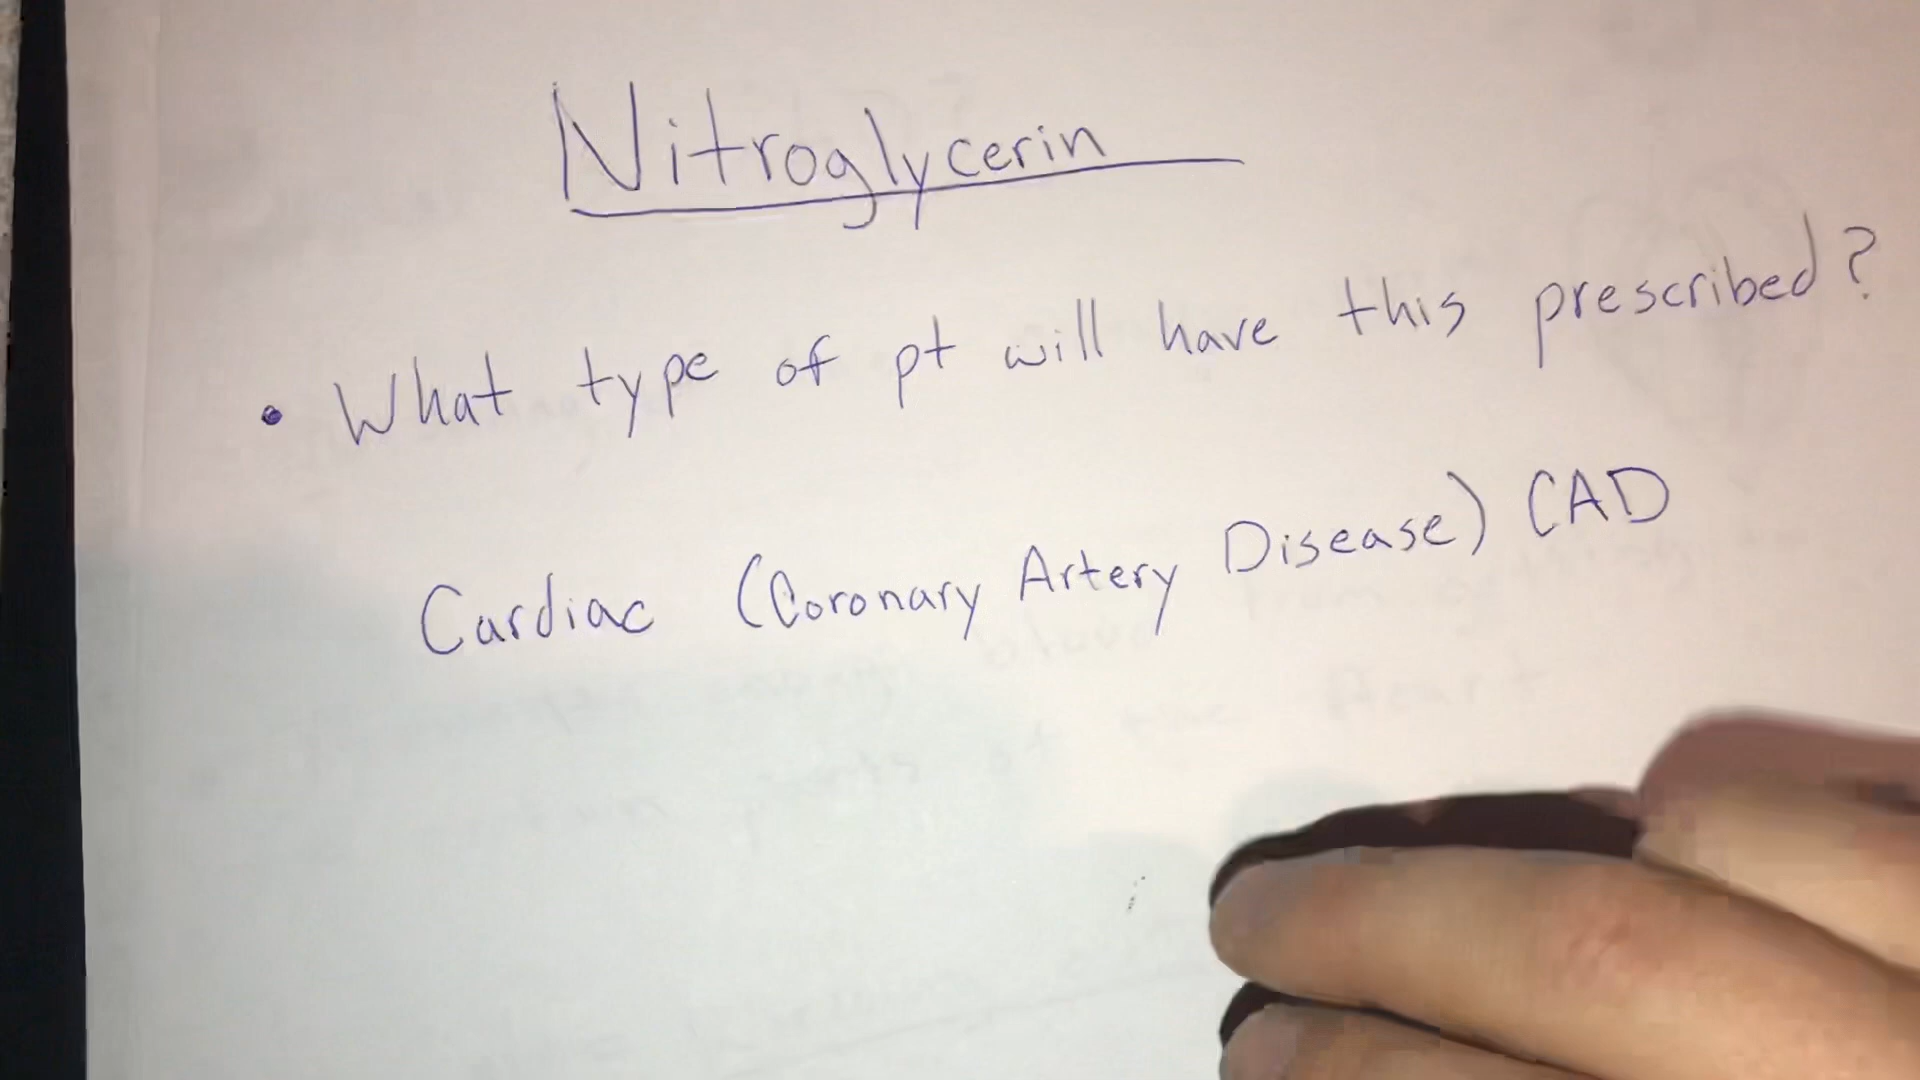 Nitroglycerin
• What type of pt will have this prescribed?
Cardiac (Coronary Artery Disease) CAD